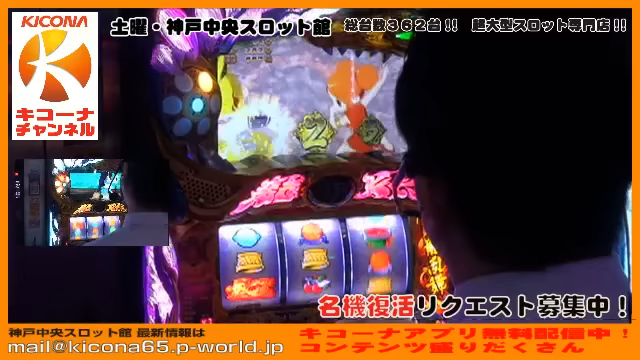 KICONA
キコーナ
チャンネル
土曜・神戸中央スロット館 総台数362台!! 超大型スロット専門店!!
名機復活リクエスト募集中!
神戸中央スロット館 最新情報は
mail@kicona65.p-world.jp
キコーナアプリ無料配信中!
コンテンツ盛りだくさん